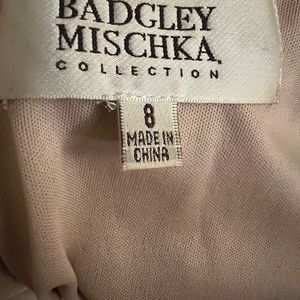 BADGLEY
MISCHKA.
COLLECTION
8
MADE IN
CHINA